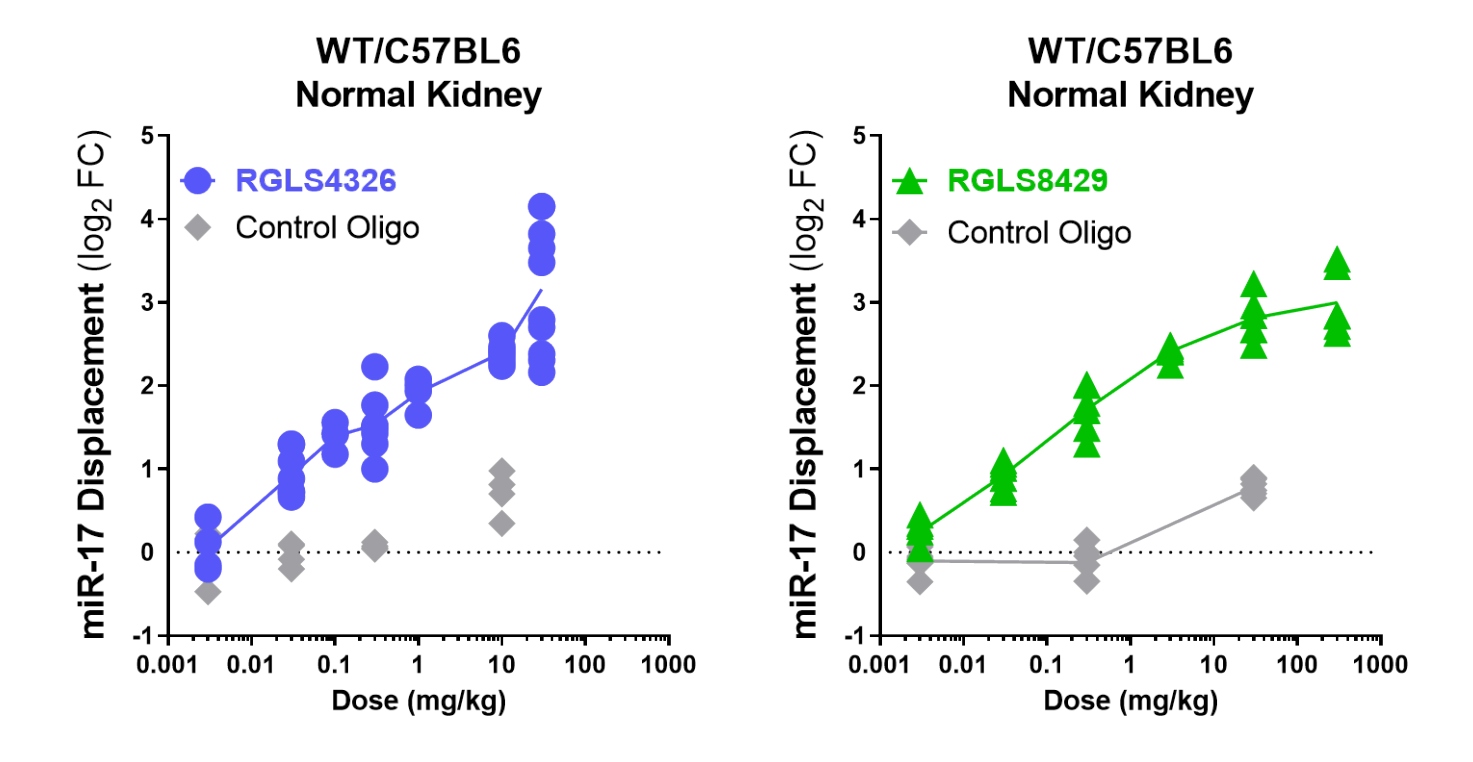 WT/C57BL6
Normal Kidney
miR-17 Displacement (log₂ FC)
5
4
3
2
1
0
-1
RGLS4326
Control Oligo
0.001 0.01 0.1 1 10 100 1000
Dose (mg/kg)
WT/C57BL6
Normal Kidney
miR-17 Displacement (log₂ FC)
5
4
3
2
1
0
-1
RGLS8429
Control Oligo
0.001 0.01 0.1 1 10 100 1000
Dose (mg/kg)